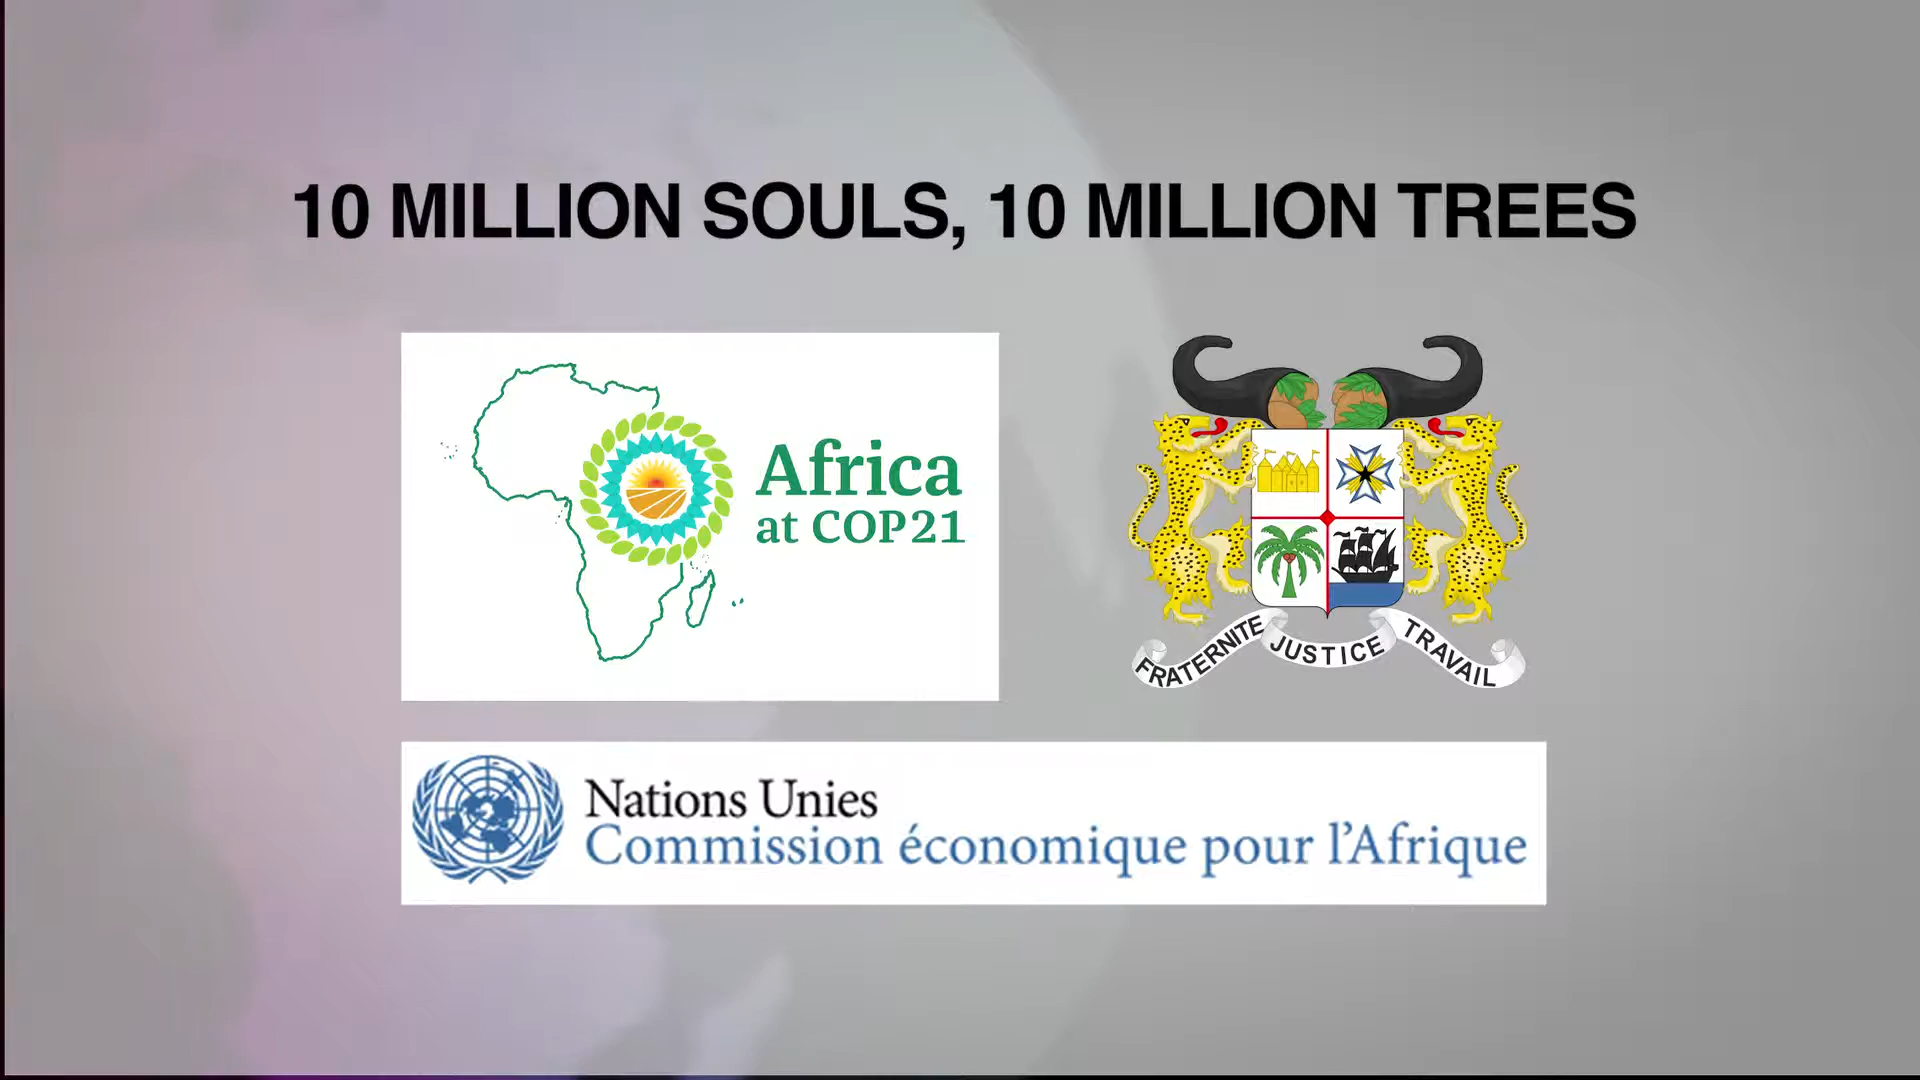 10 MILLION SOULS, 10 MILLION TREES
Africa
at COP21
FRATERNITE JUSTICE TRAVAIL
Nations Unies
Commission économique pour l'Afrique